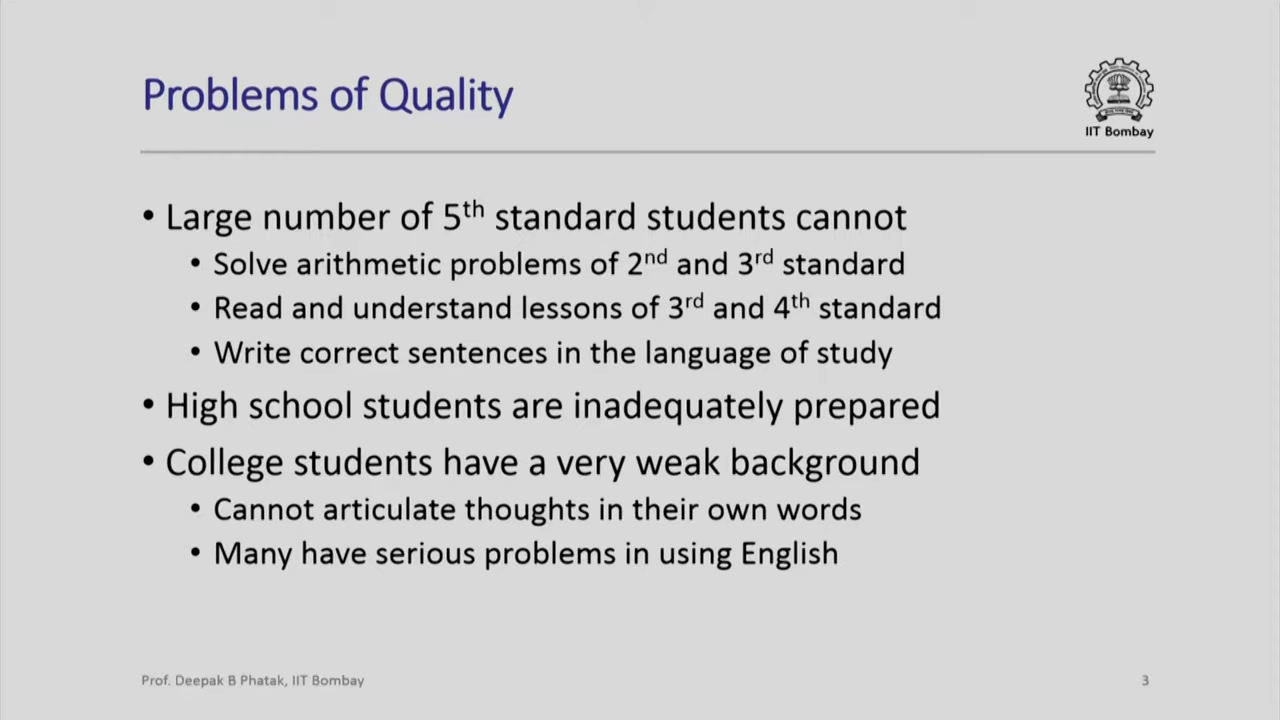 Problems of Quality
IIT Bombay
• Large number of 5th standard students cannot
• Solve arithmetic problems of 2nd and 3rd standard
• Read and understand lessons of 3rd and 4th standard
• Write correct sentences in the language of study
• High school students are inadequately prepared
• College students have a very weak background
• Cannot articulate thoughts in their own words
• Many have serious problems in using English
Prof. Deepak B Phatak, IIT Bombay
3